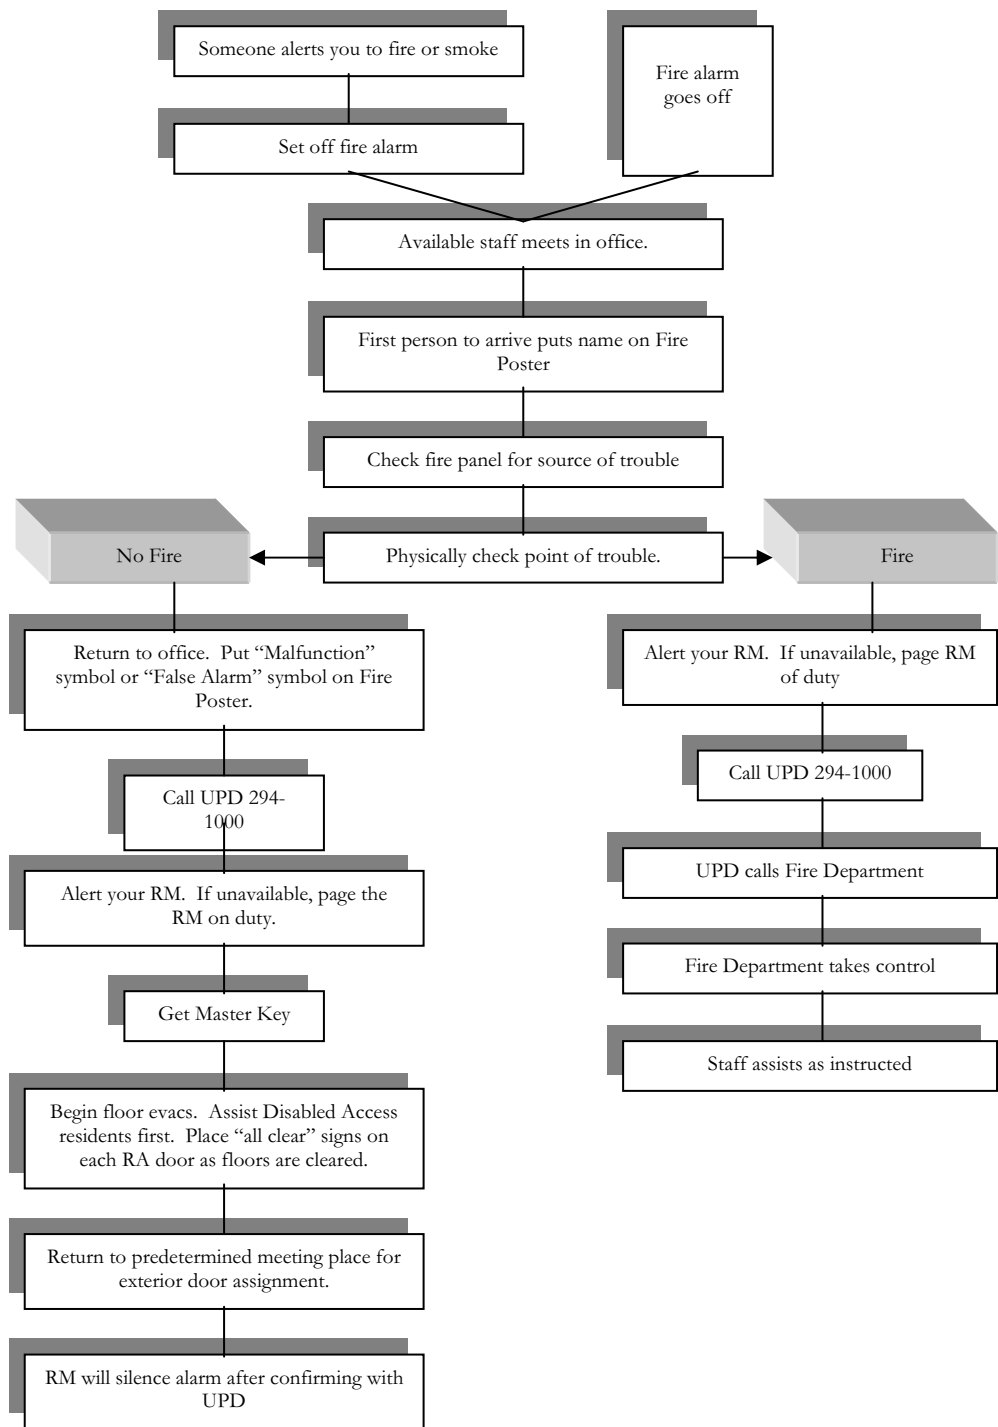 Someone alerts you to fire or smoke
Fire alarm
goes off
Set off fire alarm
Available staff meets in office.
First person to arrive puts name on Fire
Poster
Check fire panel for source of trouble
No Fire
Physically check point of trouble.
Fire
Return to office.  Put “Malfunction”
symbol or “False Alarm” symbol on Fire
Poster.
Call UPD 294-
1000
Alert your RM.  If unavailable, page the
RM on duty.
Get Master Key
Begin floor evacs.  Assist Disabled Access
residents first.  Place “all clear” signs on
each RA door as floors are cleared.
Return to predetermined meeting place for
exterior door assignment.
RM will silence alarm after confirming with
UPD
Alert your RM.  If unavailable, page RM
of duty
Call UPD 294-1000
UPD calls Fire Department
Fire Department takes control
Staff assists as instructed